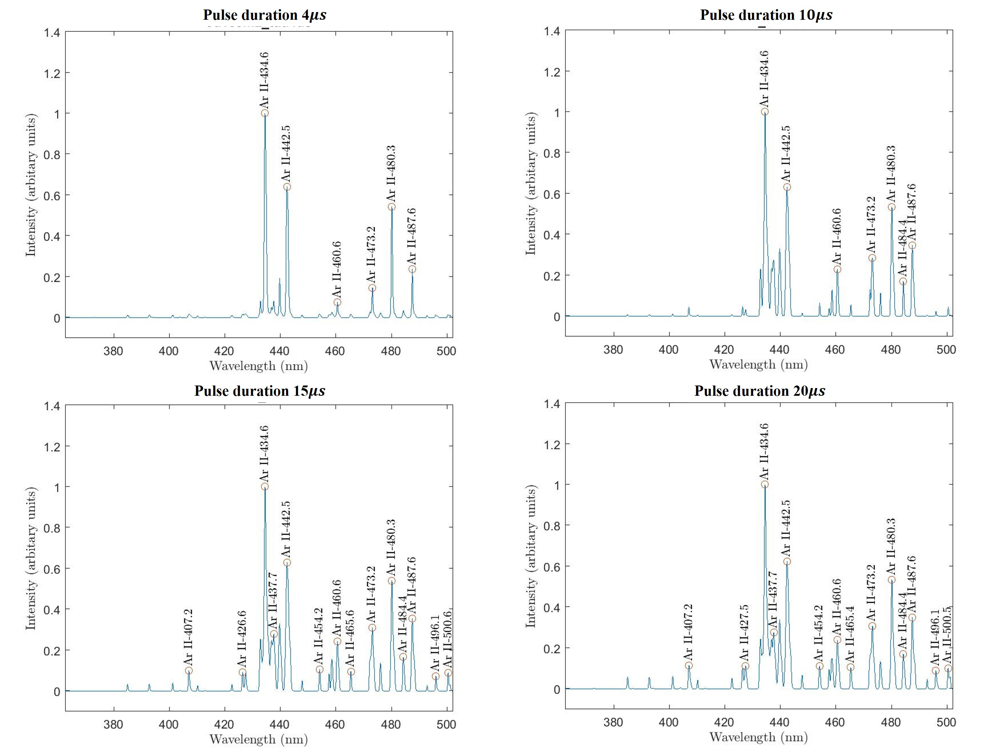 Pulse duration 4μs
1.4
1.2
1
0.8
0.6
0.4
0.2
0
380
400
420
440
460
480
500
Intensity (arbitary units)
Wavelength (nm)
Ar II-434.6
Ar II-442.5
Ar II-460.6
Ar II-473.2
Ar II-480.3
Ar II-487.6
Pulse duration 10μs
1.4
1.2
1
0.8
0.6
0.4
0.2
0
380
400
420
440
460
480
500
Intensity (arbitary units)
Wavelength (nm)
Ar II-434.6
Ar II-442.5
Ar II-460.6
Ar II-473.2
Ar II-480.3
Ar II-484.4
Ar II-487.6
Pulse duration 15μs
1.4
1.2
1
0.8
0.6
0.4
0.2
0
380
400
420
440
460
480
500
Intensity (arbitary units)
Wavelength (nm)
Ar II-407.2
Ar II-426.6
Ar II-434.6
Ar II-437.7
Ar II-442.5
Ar II-454.2
Ar II-460.6
Ar II-465.6
Ar II-473.2
Ar II-480.3
Ar II-484.4
Ar II-487.6
Ar II-496.1
Ar II-500.6
Pulse duration 20μs
1.4
1.2
1
0.8
0.6
0.4
0.2
0
380
400
420
440
460
480
500
Intensity (arbitary units)
Wavelength (nm)
Ar II-407.2
Ar II-427.5
Ar II-434.6
Ar II-437.7
Ar II-442.5
Ar II-454.2
Ar II-460.6
Ar II-465.4
Ar II-473.2
Ar II-480.3
Ar II-484.4
Ar II-487.6
Ar II-496.1
Ar II-500.5